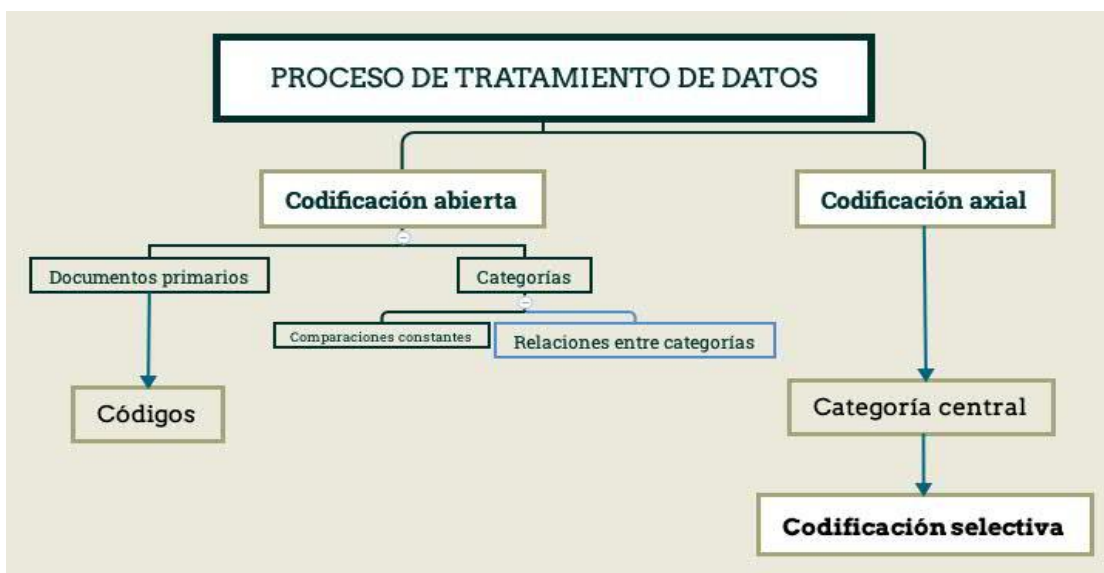 PROCESO DE TRATAMIENTO DE DATOS
Codificación abierta
Codificación axial
Documentos primarios
Categorías
Comparaciones constantes
Relaciones entre categorías
Códigos
Categoría central
Codificación selectiva